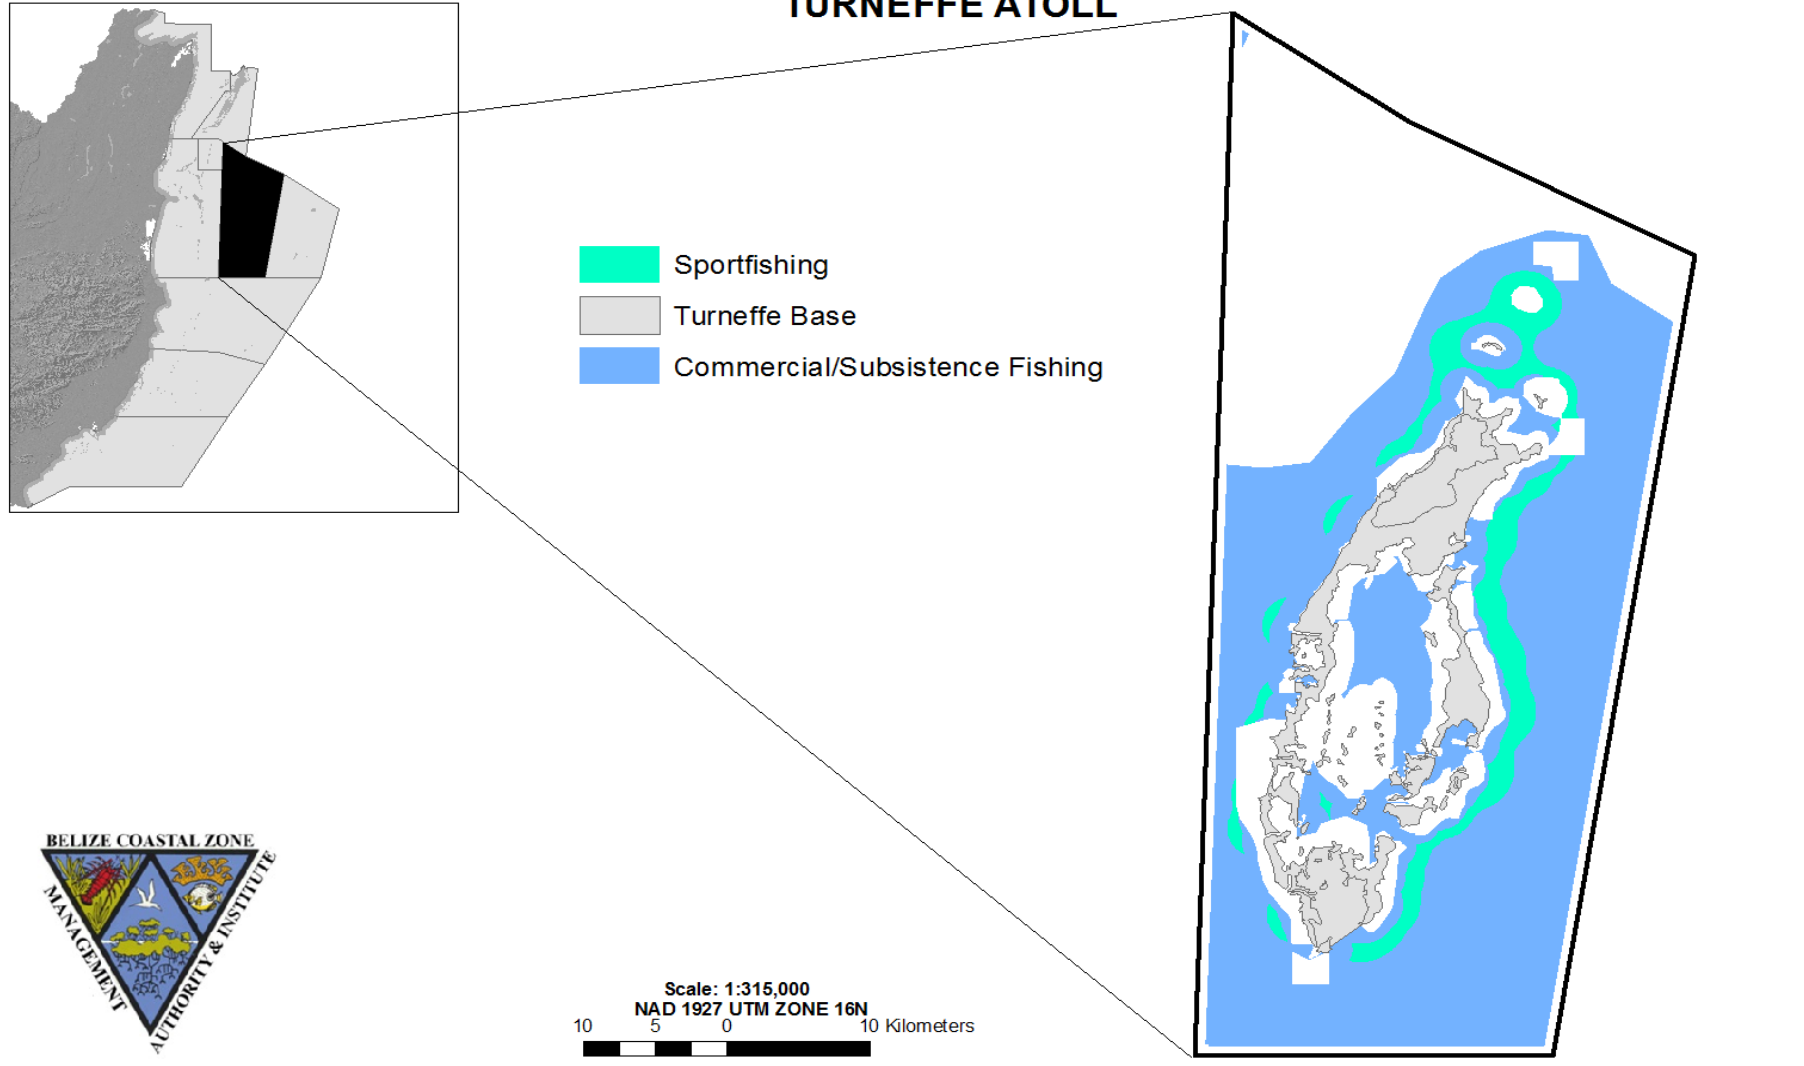 TURNEFFE ATOLL
Sportfishing
Turneffe Base
Commercial/Subsistence Fishing
BELIZE COASTAL ZONE
MANAGEMENT
AUTHORITY & INSTITUTE
Scale: 1:315,000
NAD 1927 UTM ZONE 16N
10 5 0 10 Kilometers